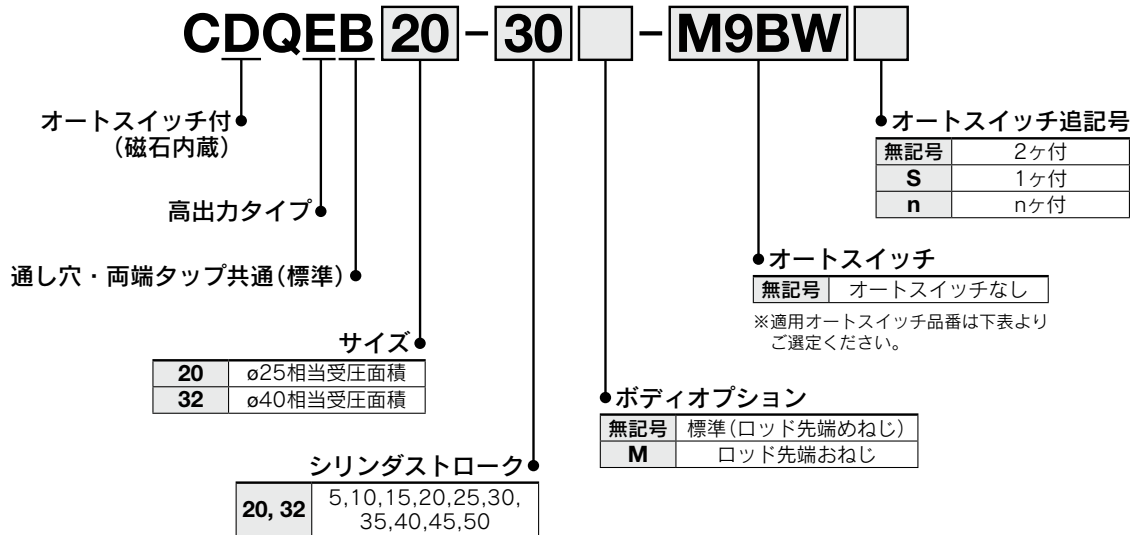 CDQEB 20 - 30 - M9BW
オートスイッチ付
(磁石内蔵)
高出力タイプ
通し穴・両端タップ共通(標準)
サイズ
20 ø25相当受圧面積
32 ø40相当受圧面積
シリンダストローク
20, 32 5,10,15,20,25,30,
35,40,45,50
ボディオプション
無記号 標準(ロッド先端めねじ)
M ロッド先端おねじ
オートスイッチ
無記号 オートスイッチなし
※適用オートスイッチ品番は下表より
ご選定ください。
オートスイッチ追記号
無記号 2ヶ付
S 1ヶ付
n nヶ付